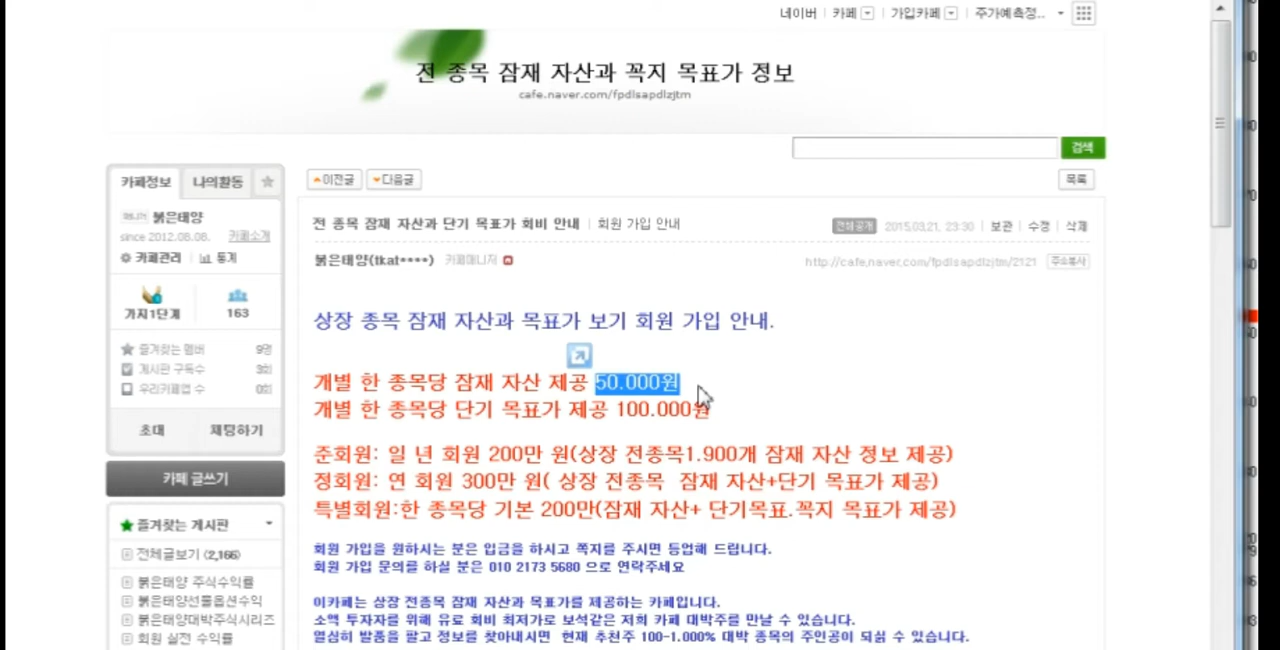 네이버 | 카페 | 가입카페 | 주가예측정..
전 종목 잠재 자산과 꼭지 목표가 정보
cafe.naver.com/fpdlsapdlzjtm
검색
카페정보 나의활동
이전글 다음글
목록
매니저 붉은태양
since 2012.08.08. 카페소개
카페관리 | 통계
가지1단계 163
즐겨찾는 멤버 9명
게시판 구독수 3회
우리카페앱 수 0회
초대 채팅하기
카페 글쓰기
즐겨찾는 게시판
전체글보기 (2,166)
붉은태양 주식수익률
붉은태양선물옵션수익
붉은태양대박주식시리즈
회원 실전 수익률
전 종목 잠재 자산과 단기 목표가 회비 안내 | 회원 가입 안내
전체공개 2015.03.21. 23:30 | 보관 | 수정 | 삭제
붉은태양(tkat****) 카페매니저
http://cafe.naver.com/fpdlsapdlzjtm/2121 주소복사
상장 종목 잠재 자산과 목표가 보기 회원 가입 안내.
개별 한 종목당 잠재 자산 제공 50.000원
개별 한 종목당 단기 목표가 제공 100.000원
준회원: 일 년 회원 200만 원(상장 전종목1.900개 잠재 자산 정보 제공)
정회원: 연 회원 300만 원( 상장 전종목 잠재 자산+단기 목표가 제공)
특별회원:한 종목당 기본 200만(잠재 자산+ 단기목표.꼭지 목표가 제공)
회원 가입을 원하시는 분은 입금을 하시고 쪽지를 주시면 등업해 드립니다.
회원 가입 문의를 하실 분은 010 2173 5680 으로 연락주세요
이카페는 상장 전종목 잠재 자산과 목표가를 제공하는 카페입니다.
소액 투자자를 위해 유료 회비 최저가로 보석같은 저희 카페 대박주를 만날 수 있습니다.
열심히 발품을 팔고 정보를 찾아내시면 현재 추천주 100-1.000% 대박 종목의 주인공이 되실 수 있습니다.